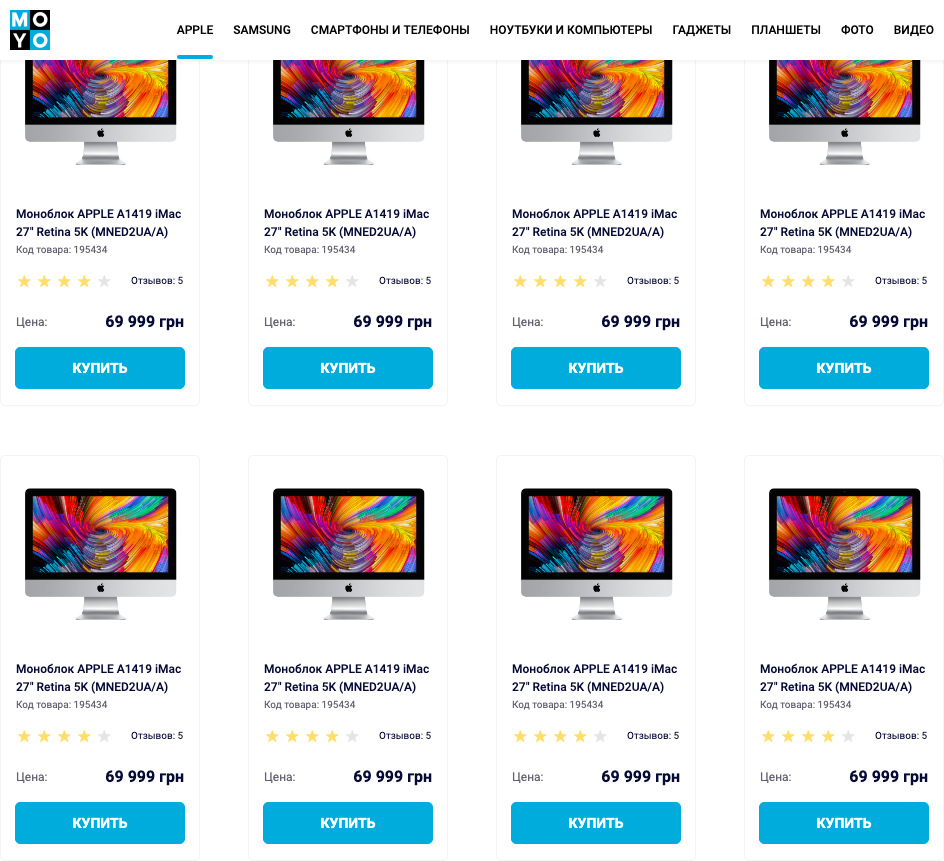 MO
YO
APPLE SAMSUNG СМАРТФОНЫ И ТЕЛЕФОНЫ НОУТБУКИ И КОМПЬЮТЕРЫ ГАДЖЕТЫ ПЛАНШЕТЫ ФОТО ВИДЕО
Моноблок APPLE A1419 iMac
27" Retina 5K (MNED2UA/A)
Код товара: 195434
Отзывов: 5
Цена: 69 999 грн
КУПИТЬ
Моноблок APPLE A1419 iMac
27" Retina 5K (MNED2UA/A)
Код товара: 195434
Отзывов: 5
Цена: 69 999 грн
КУПИТЬ
Моноблок APPLE A1419 iMac
27" Retina 5K (MNED2UA/A)
Код товара: 195434
Отзывов: 5
Цена: 69 999 грн
КУПИТЬ
Моноблок APPLE A1419 iMac
27" Retina 5K (MNED2UA/A)
Код товара: 195434
Отзывов: 5
Цена: 69 999 грн
КУПИТЬ
Моноблок APPLE A1419 iMac
27" Retina 5K (MNED2UA/A)
Код товара: 195434
Отзывов: 5
Цена: 69 999 грн
КУПИТЬ
Моноблок APPLE A1419 iMac
27" Retina 5K (MNED2UA/A)
Код товара: 195434
Отзывов: 5
Цена: 69 999 грн
КУПИТЬ
Моноблок APPLE A1419 iMac
27" Retina 5K (MNED2UA/A)
Код товара: 195434
Отзывов: 5
Цена: 69 999 грн
КУПИТЬ
Моноблок APPLE A1419 iMac
27" Retina 5K (MNED2UA/A)
Код товара: 195434
Отзывов: 5
Цена: 69 999 грн
КУПИТЬ